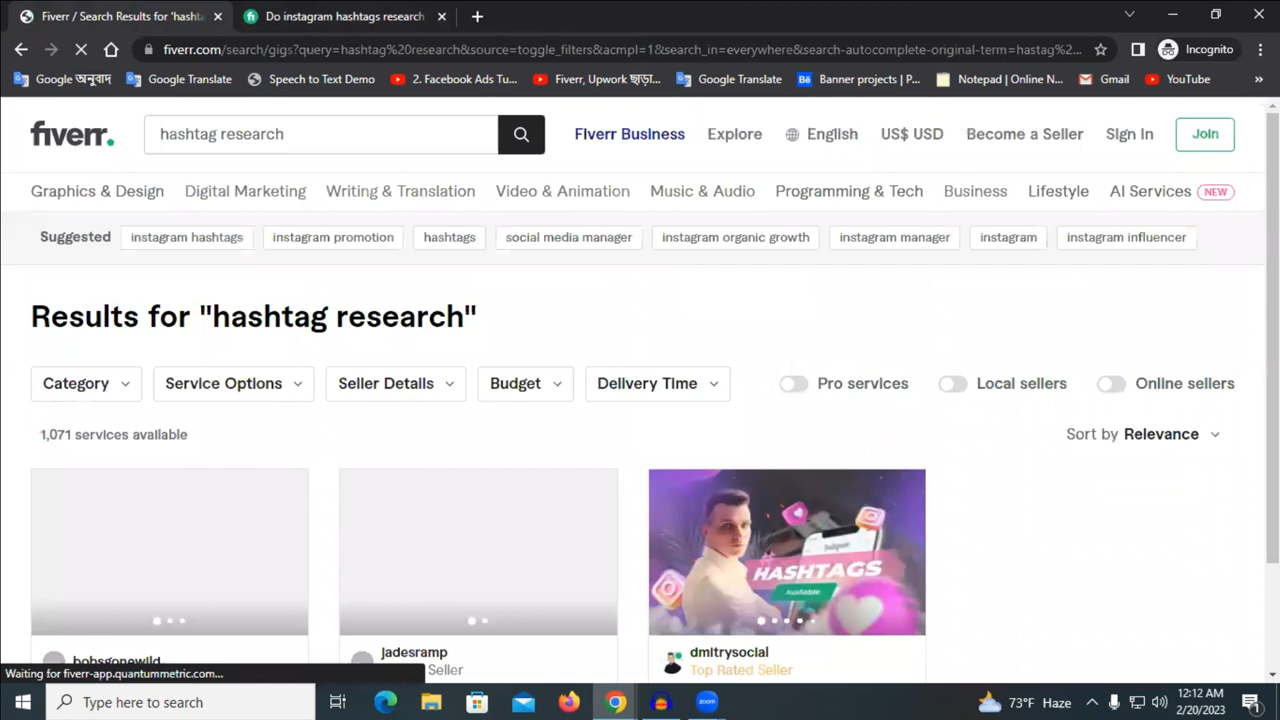 Fiverr / Search Results for 'hasht
Do instagram hashtags research
fiverr.com/search/gigs?query=hashtag%20research&source=toggle_filters&acmpl=1&search_in=everywhere&search-autocomplete-original-term=hastag%2...
Incognito
Google অনুবাদ
Google Translate
Speech to Text Demo
2. Facebook Ads Tu...
Fiverr, Upwork ছাড়া...
Google Translate
Banner projects | P...
Notepad | Online N...
Gmail
YouTube
fiverr.
hashtag research
Fiverr Business
Explore
English
US$ USD
Become a Seller
Sign In
Join
Graphics & Design
Digital Marketing
Writing & Translation
Video & Animation
Music & Audio
Programming & Tech
Business
Lifestyle
AI Services NEW
Suggested
instagram hashtags
instagram promotion
hashtags
social media manager
instagram organic growth
instagram manager
instagram
instagram influencer
Results for "hashtag research"
Category
Service Options
Seller Details
Budget
Delivery Time
Pro services
Local sellers
Online sellers
1,071 services available
Sort by Relevance
HASHTAGS
Available
bobsgonewild
jadesramp
Seller
dmitrysocial
Top Rated Seller
Waiting for fiverr-app.quantummetric.com...
Type here to search
zoom
73°F Haze
12:12 AM
2/20/2023
1